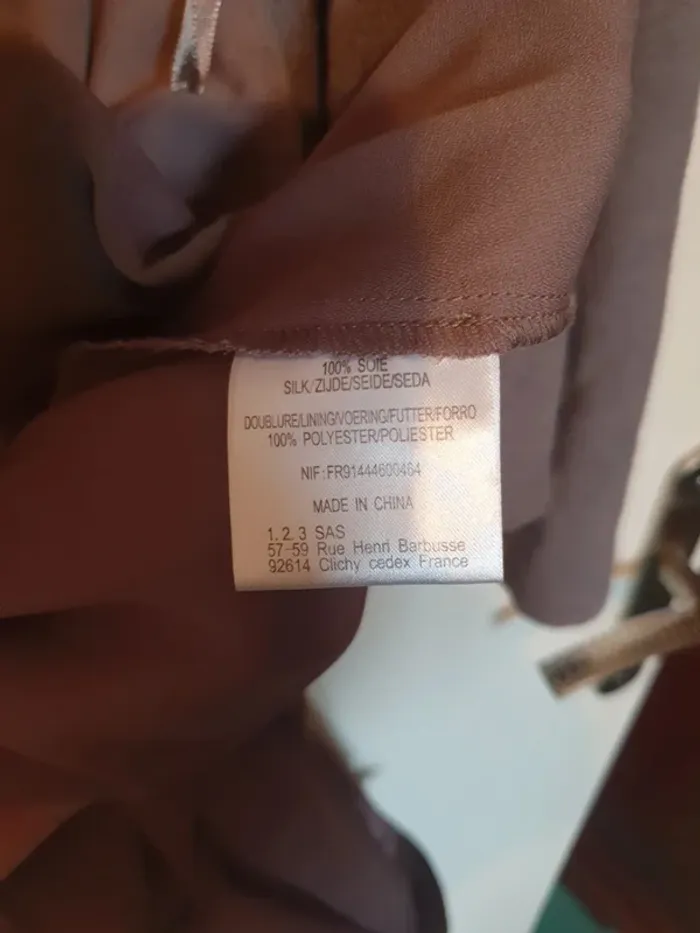 100% SOIE
SILK/ZIJDE/SEIDE/SEDA
DOUBLURE/LINING/VOERING/FUTTER/FORRO
100% POLYESTER/POLIESTER
NIF:FR91444600464
MADE IN CHINA
1.2.3 SAS
57-59 Rue Henri Barbusse
92614 Clichy cedex France